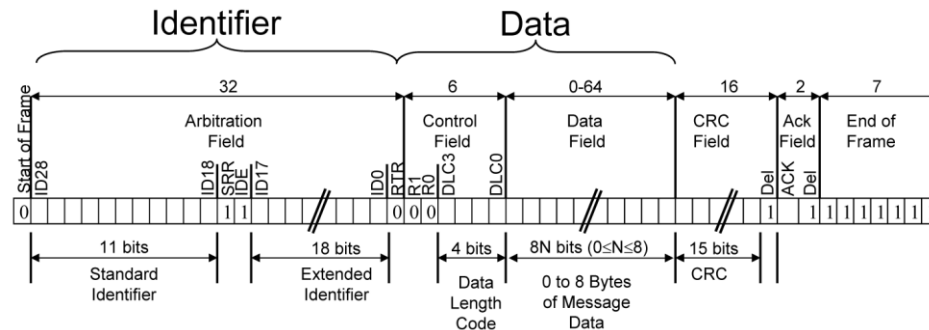 Identifier
Data
32
6
0-64
16
2
7
Start of Frame
Arbitration
Field
Control
Field
Data
Field
CRC
Field
Ack
Field
End of
Frame
ID28
ID18
SRR
IDE
ID17
ID0
RTR
R1
R0
DLC3
DLC0
Del
ACK
Del
0 1 1 0 0 0 1 1 1 1 1 1 1 1
11 bits
18 bits
4 bits
8N bits (0≤N≤8)
15 bits
Standard
Identifier
Extended
Identifier
Data
Length
Code
0 to 8 Bytes
of Message
Data
CRC